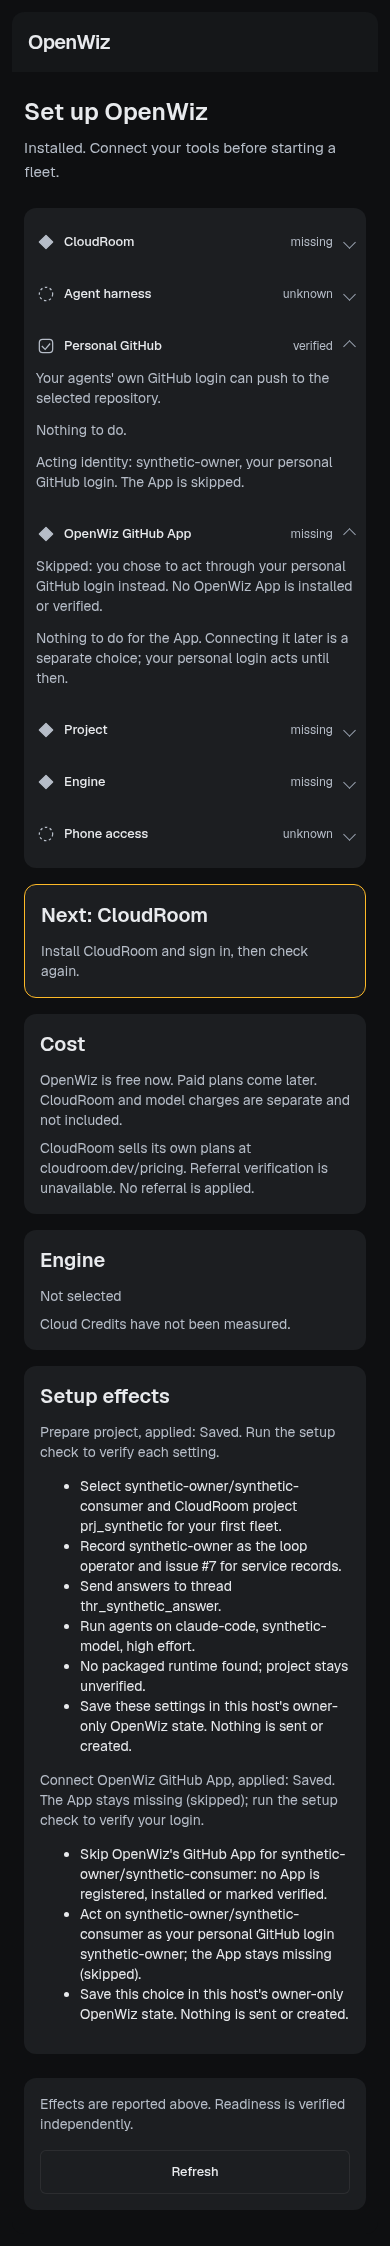 OpenWiz
Set up OpenWiz
Installed. Connect your tools before starting a
fleet.
CloudRoom missing
Agent harness unknown
Personal GitHub verified
Your agents' own GitHub login can push to the
selected repository.
Nothing to do.
Acting identity: synthetic-owner, your personal
GitHub login. The App is skipped.
OpenWiz GitHub App missing
Skipped: you chose to act through your personal
GitHub login instead. No OpenWiz App is installed
or verified.
Nothing to do for the App. Connecting it later is a
separate choice; your personal login acts until
then.
Project missing
Engine missing
Phone access unknown
Next: CloudRoom
Install CloudRoom and sign in, then check
again.
Cost
OpenWiz is free now. Paid plans come later.
CloudRoom and model charges are separate and
not included.
CloudRoom sells its own plans at
cloudroom.dev/pricing. Referral verification is
unavailable. No referral is applied.
Engine
Not selected
Cloud Credits have not been measured.
Setup effects
Prepare project, applied: Saved. Run the setup
check to verify each setting.
• Select synthetic-owner/synthetic-
consumer and CloudRoom project
prj_synthetic for your first fleet.
• Record synthetic-owner as the loop
operator and issue #7 for service records.
• Send answers to thread
thr_synthetic_answer.
• Run agents on claude-code, synthetic-
model, high effort.
• No packaged runtime found; project stays
unverified.
• Save these settings in this host's owner-
only OpenWiz state. Nothing is sent or
created.
Connect OpenWiz GitHub App, applied: Saved.
The App stays missing (skipped); run the setup
check to verify your login.
• Skip OpenWiz's GitHub App for synthetic-
owner/synthetic-consumer: no App is
registered, installed or marked verified.
• Act on synthetic-owner/synthetic-
consumer as your personal GitHub login
synthetic-owner; the App stays missing
(skipped).
• Save this choice in this host's owner-only
OpenWiz state. Nothing is sent or created.
Effects are reported above. Readiness is verified
independently.
Refresh